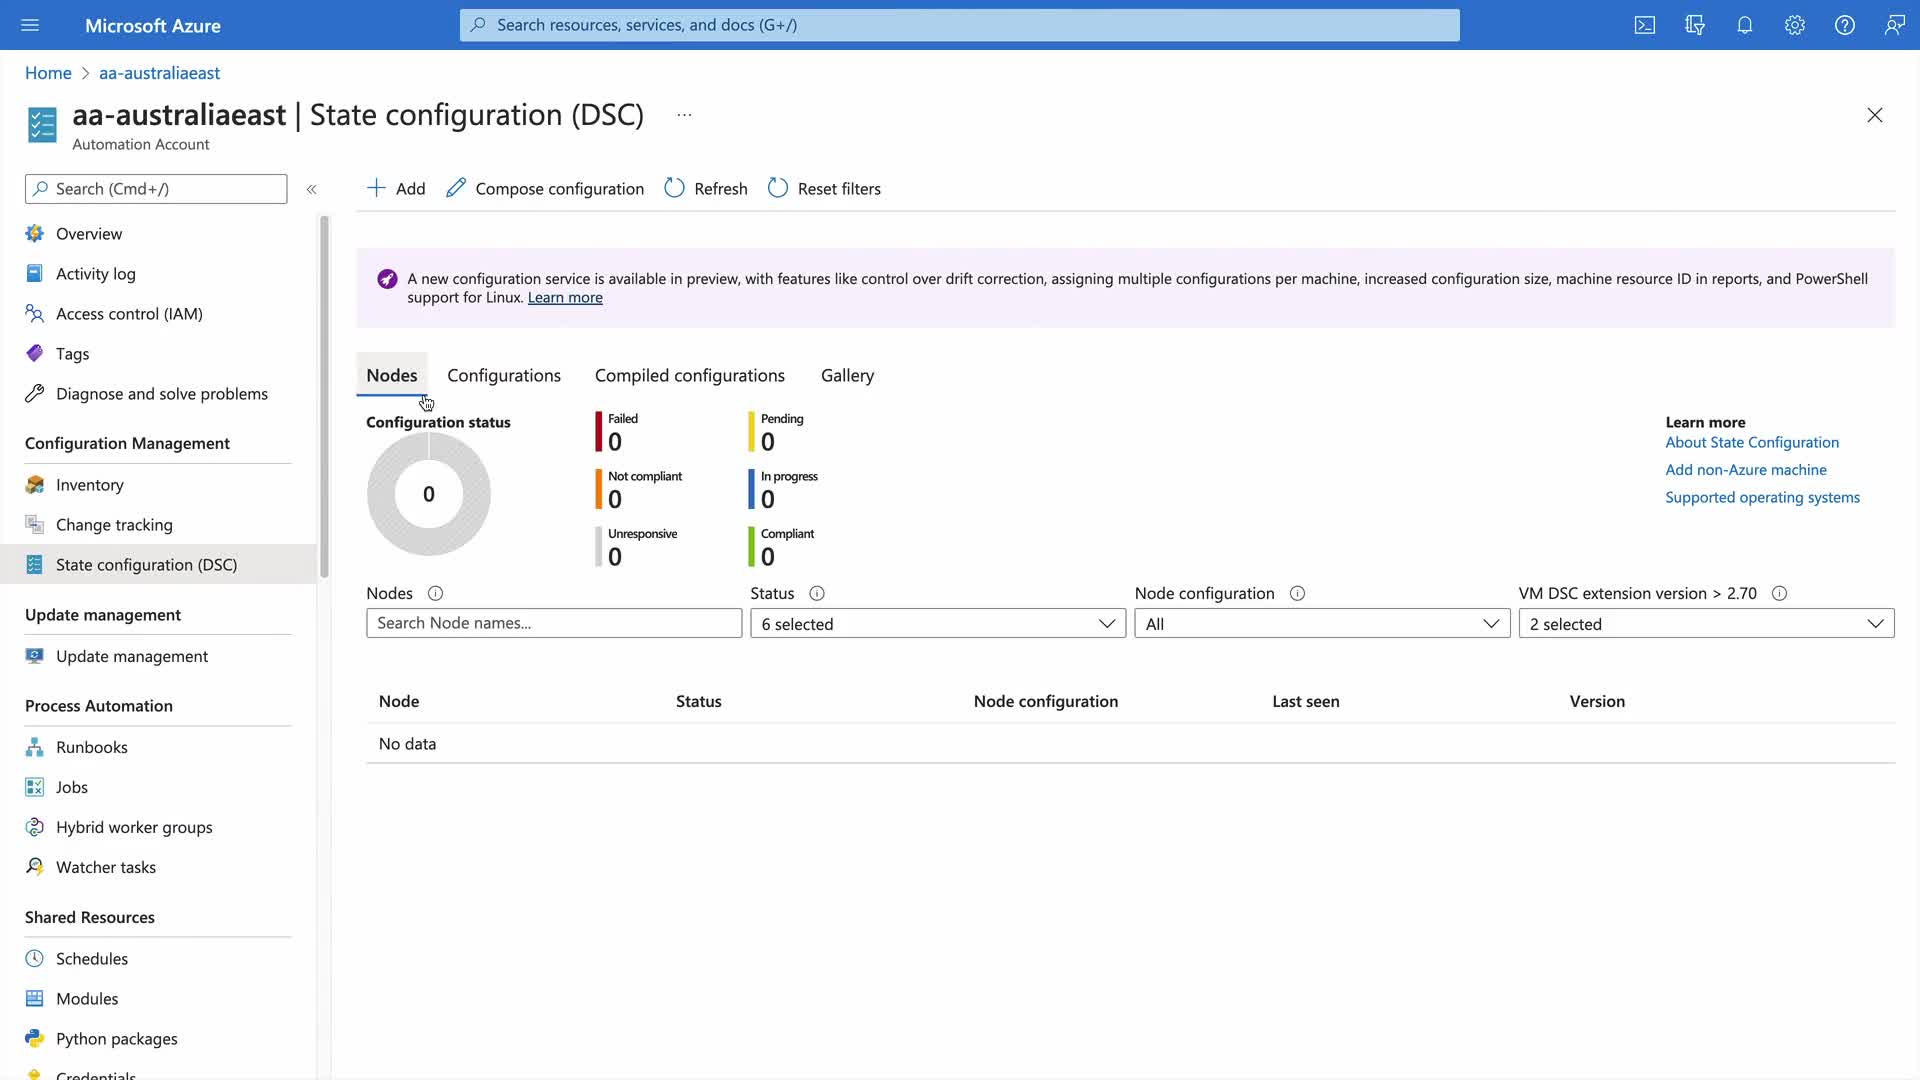 Microsoft Azure
Search resources, services, and docs (G+/)
Home > aa-australiaeast
aa-australiaeast | State configuration (DSC) ...
Automation Account
Search (Cmd+/)
«
Overview
Activity log
Access control (IAM)
Tags
Diagnose and solve problems
Configuration Management
Inventory
Change tracking
State configuration (DSC)
Update management
Update management
Process Automation
Runbooks
Jobs
Hybrid worker groups
Watcher tasks
Shared Resources
Schedules
Modules
Python packages
Credentials
Add Compose configuration Refresh Reset filters
A new configuration service is available in preview, with features like control over drift correction, assigning multiple configurations per machine, increased configuration size, machine resource ID in reports, and PowerShell
support for Linux. Learn more
Nodes Configurations Compiled configurations Gallery
Configuration status
0
Failed
0
Pending
0
Not compliant
0
In progress
0
Unresponsive
0
Compliant
0
Learn more
About State Configuration
Add non-Azure machine
Supported operating systems
Nodes Status Node configuration VM DSC extension version > 2.70
Search Node names... 6 selected All 2 selected
Node Status Node configuration Last seen Version
No data